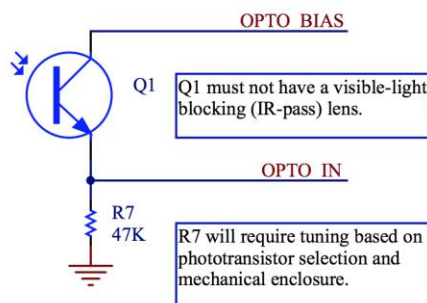 OPTO BIAS
Q1
Q1 must not have a visible-light
blocking (IR-pass) lens.
OPTO IN
R7
47K
R7 will require tuning based on
phototransistor selection and
mechanical enclosure.